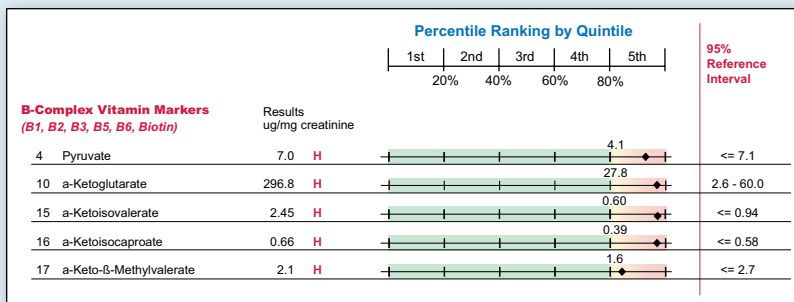 Percentile Ranking by Quintile
1st 2nd 3rd 4th 5th
20% 40% 60% 80%
95%
Reference
Interval
B-Complex Vitamin Markers
(B1, B2, B3, B5, B6, Biotin)
Results
ug/mg creatinine
4 Pyruvate 7.0 H 4.1 <= 7.1
10 a-Ketoglutarate 296.8 H 27.8 2.6 - 60.0
15 a-Ketoisovalerate 2.45 H 0.60 <= 0.94
16 a-Ketoisocaproate 0.66 H 0.39 <= 0.58
17 a-Keto-ß-Methylvalerate 2.1 H 1.6 <= 2.7